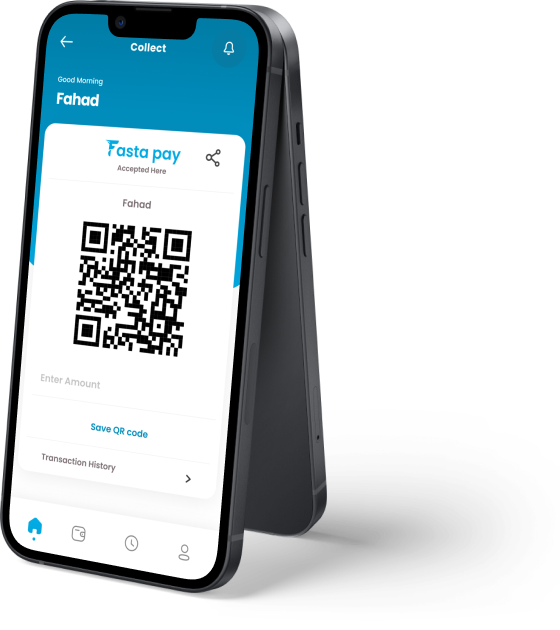 Collect
Good Morning
Fahad
Fasta pay
Accepted Here
Fahad
Enter Amount
Save QR code
Transaction History